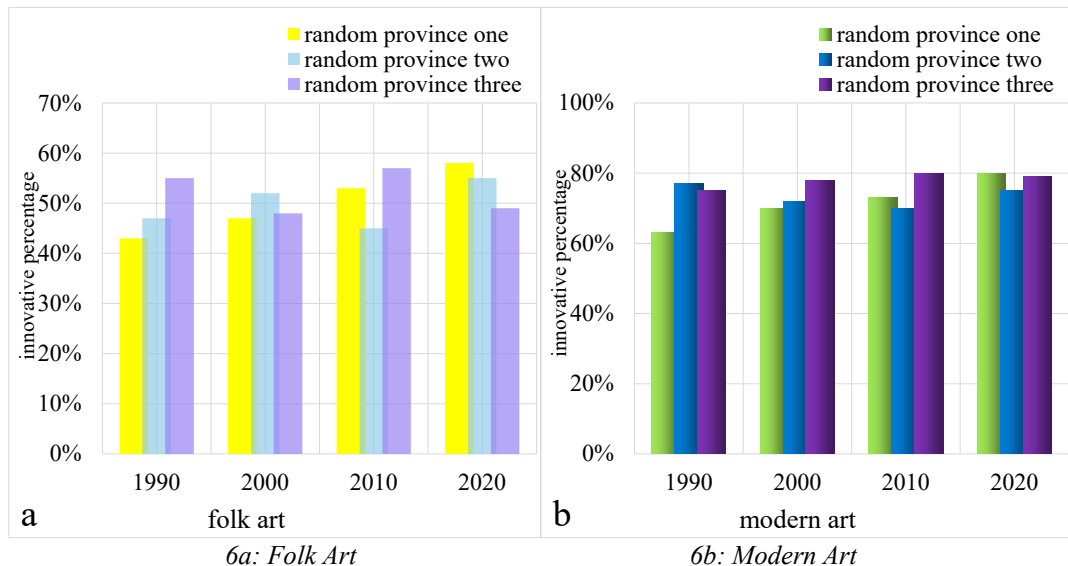 random province one
random province two
random province three
70%
60%
50%
40%
30%
20%
10%
0%
innovative percentage
1990 2000 2010 2020
a
folk art
random province one
random province two
random province three
100%
80%
60%
40%
20%
0%
innovative percentage
1990 2000 2010 2020
b
modern art
6a: Folk Art
6b: Modern Art